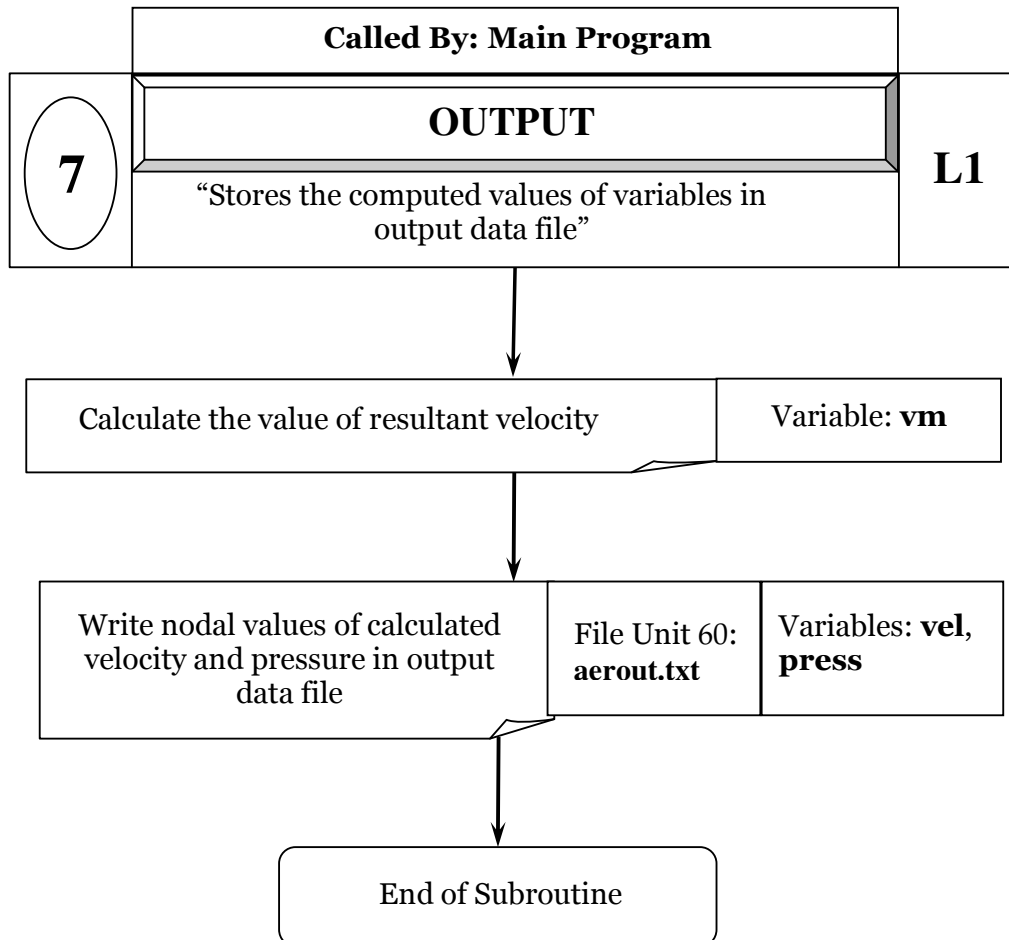 Called By: Main Program
7
OUTPUT
L1
“Stores the computed values of variables in
output data file”
Calculate the value of resultant velocity
Variable: vm
Write nodal values of calculated
velocity and pressure in output
data file
File Unit 60:
aerout.txt
Variables: vel,
press
End of Subroutine